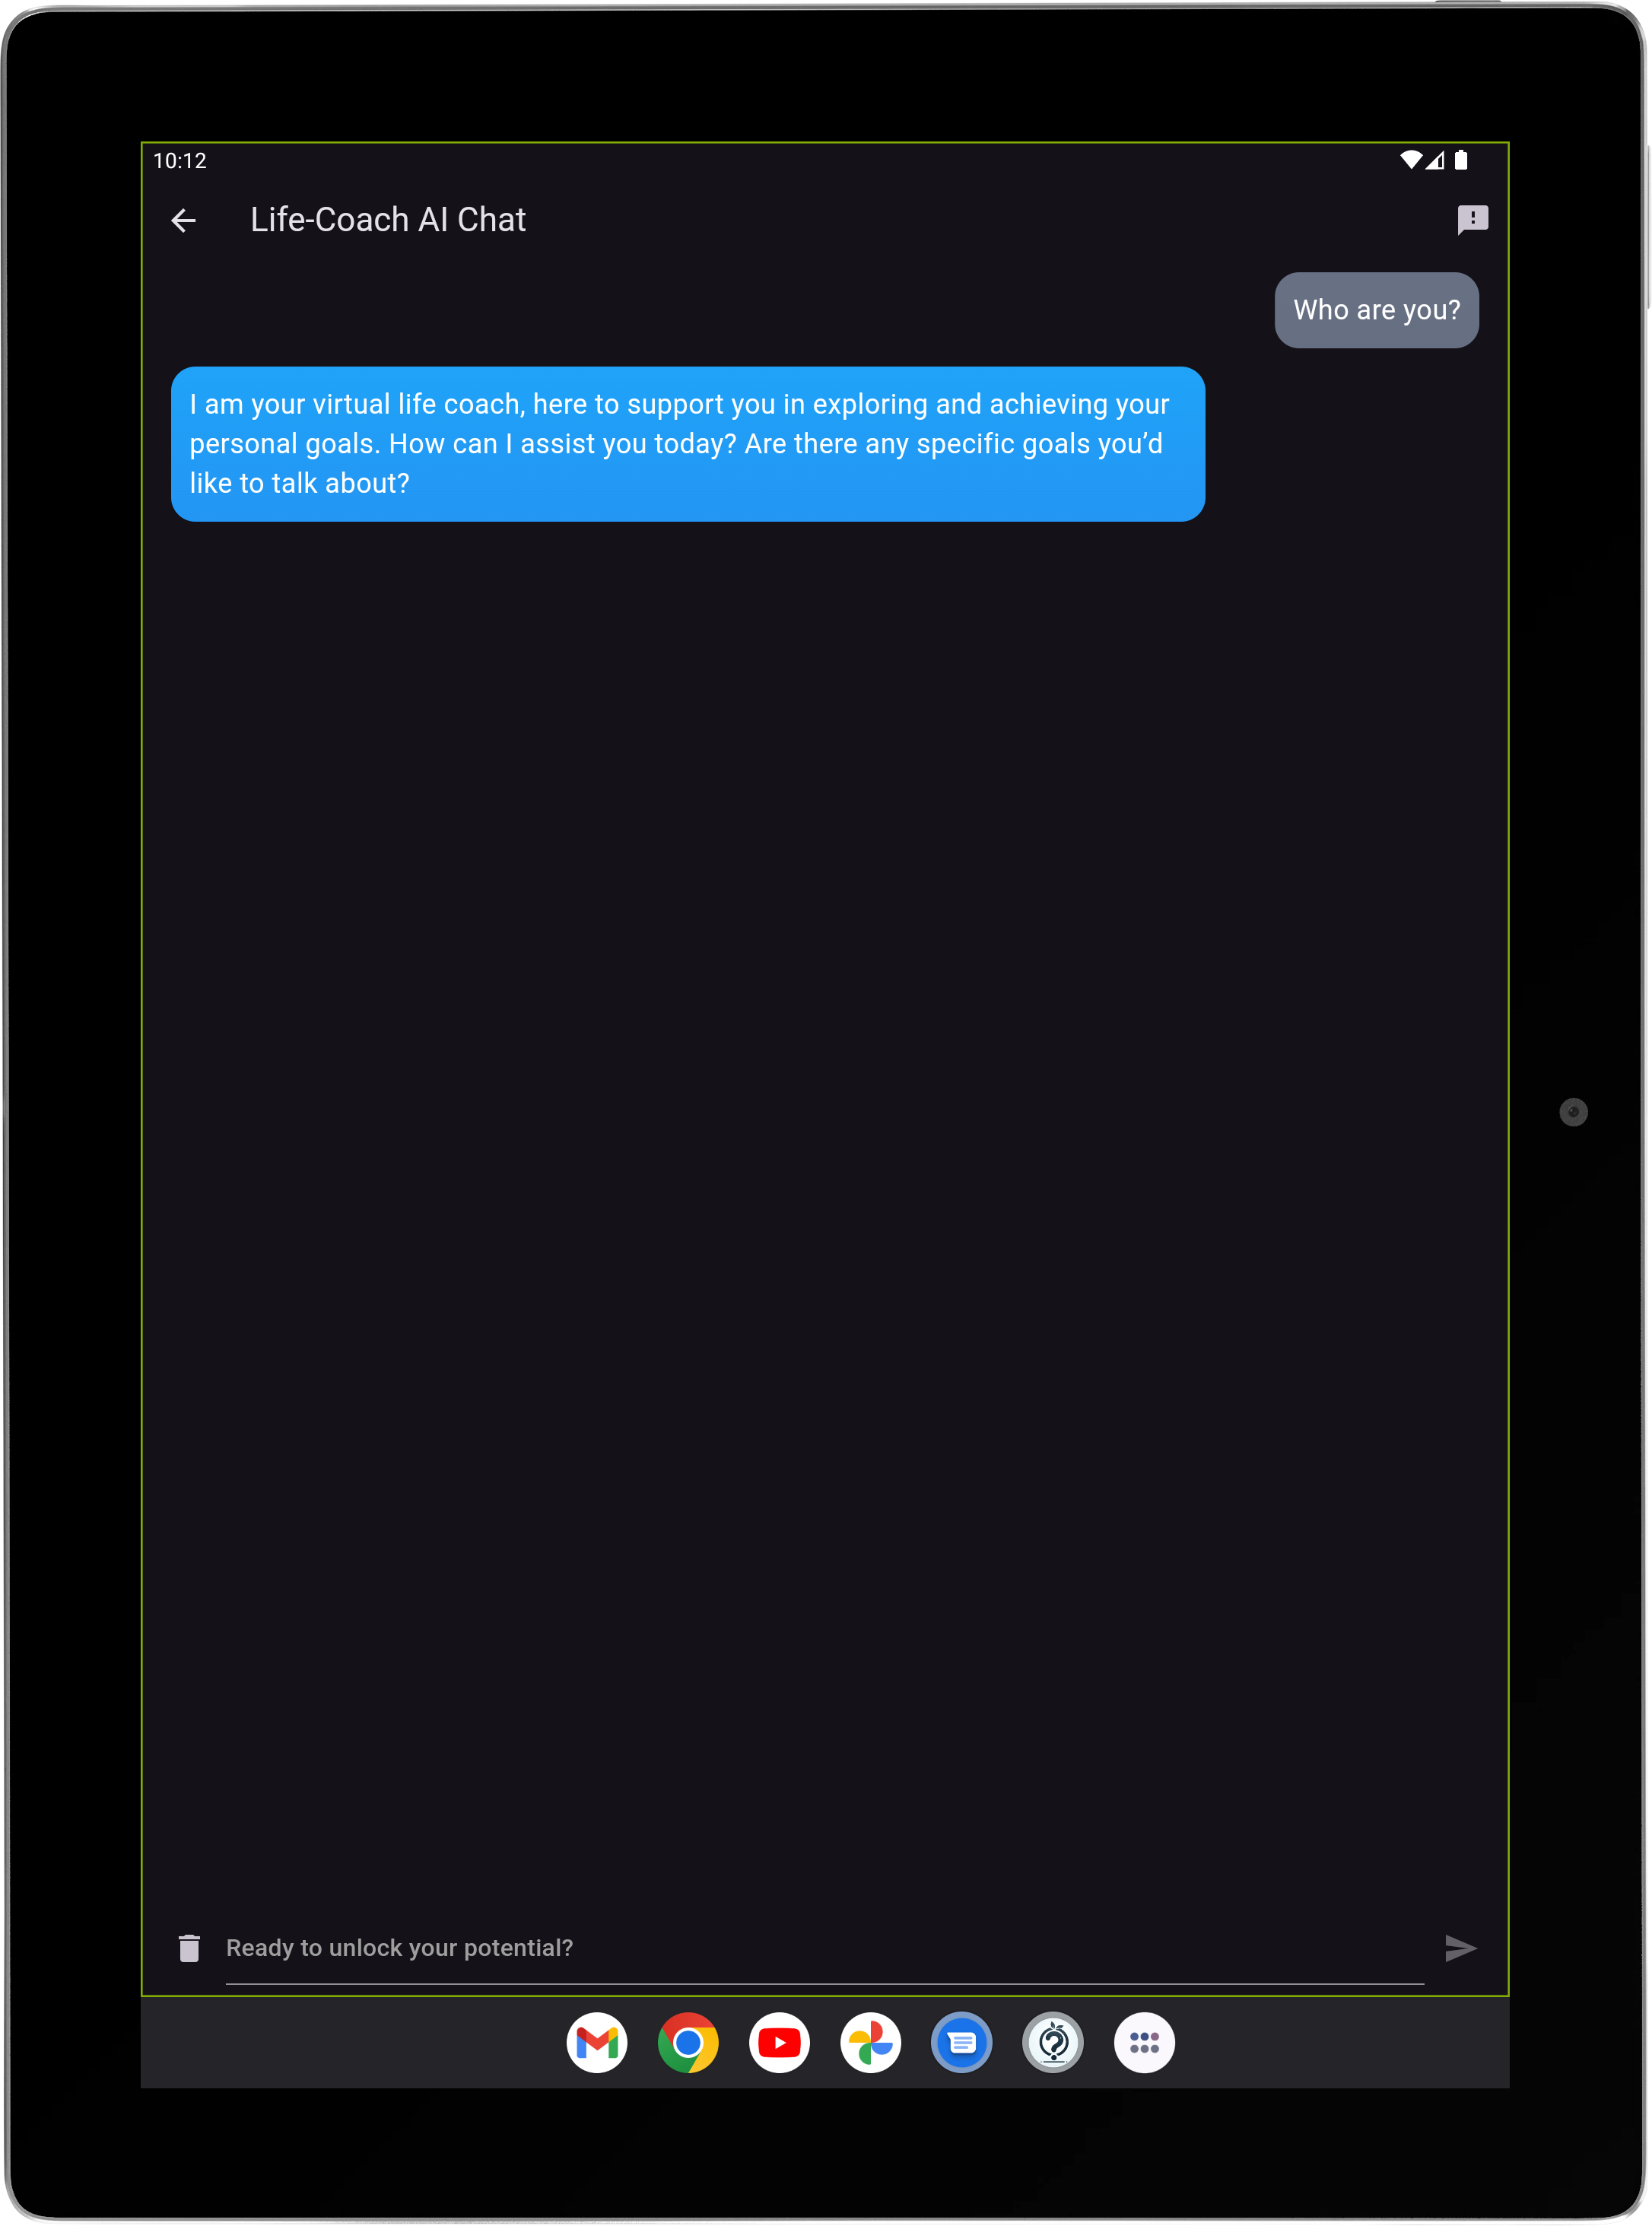 10:12
Life-Coach AI Chat
Who are you?
I am your virtual life coach, here to support you in exploring and achieving your
personal goals. How can I assist you today? Are there any specific goals you’d
like to talk about?
Ready to unlock your potential?